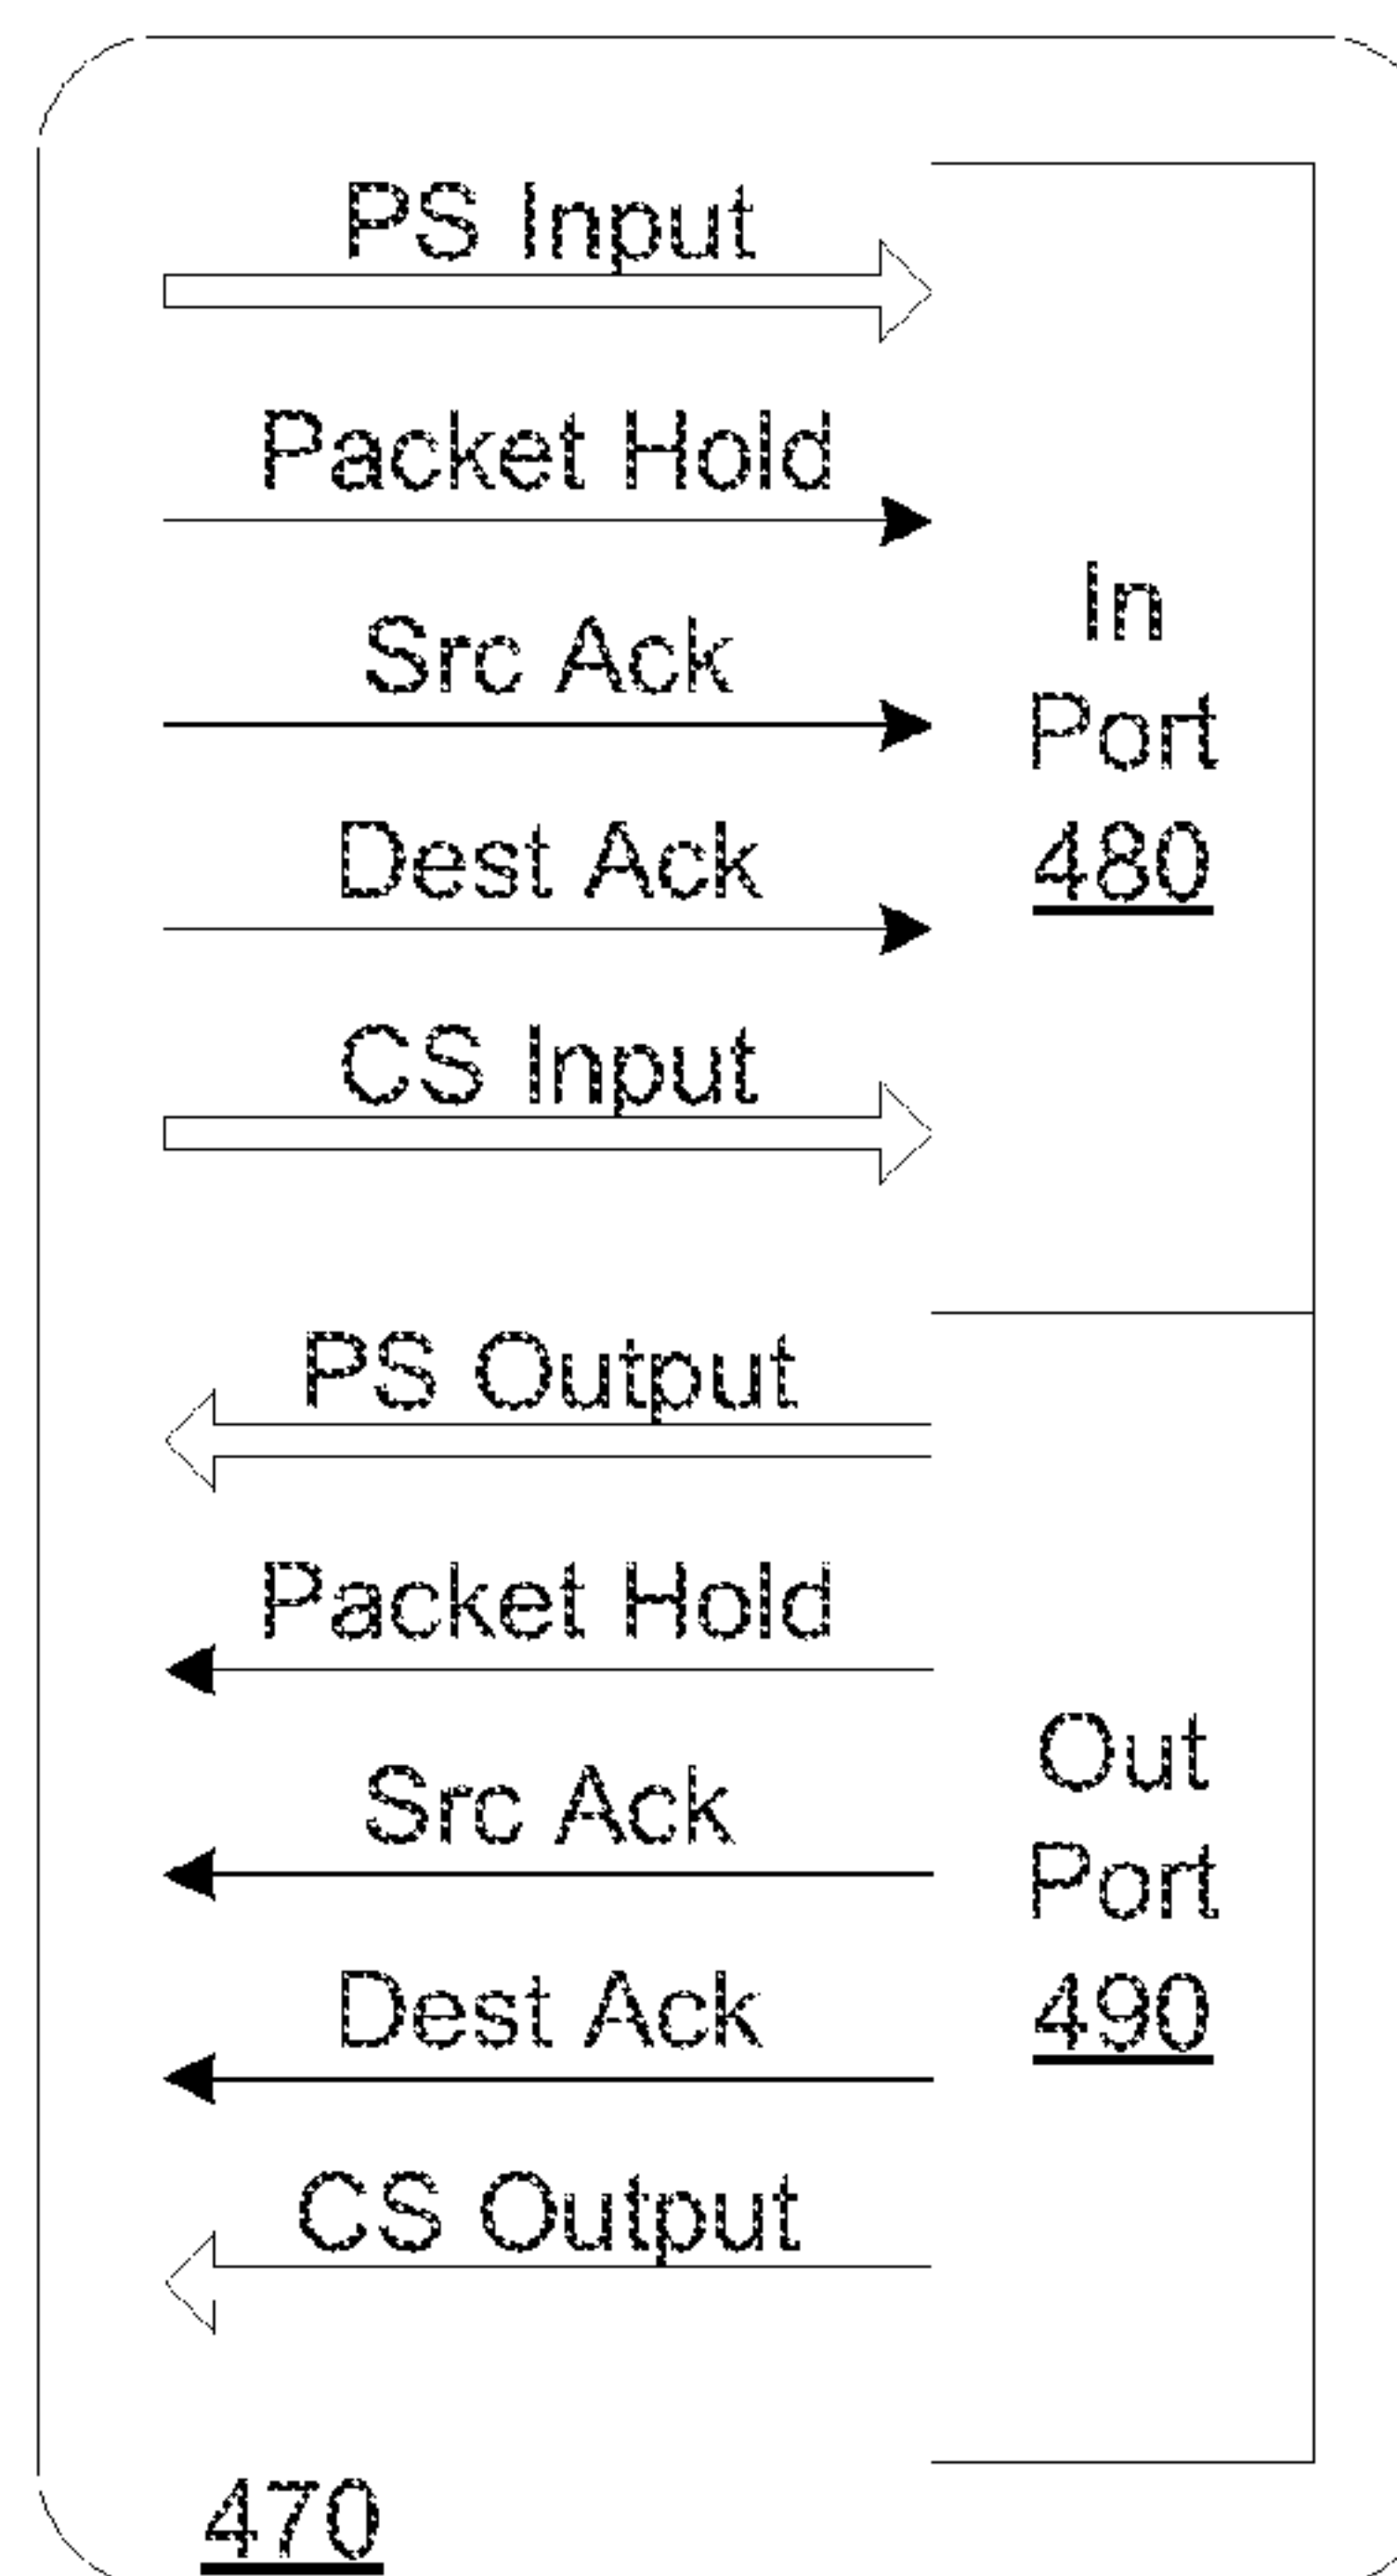 PS Input
Packet Hold
Src Ack
Dest Ack
CS Input
In
Port
480
PS Output
Packet Hold
Src Ack
Dest Ack
CS Output
Out
Port
490
470